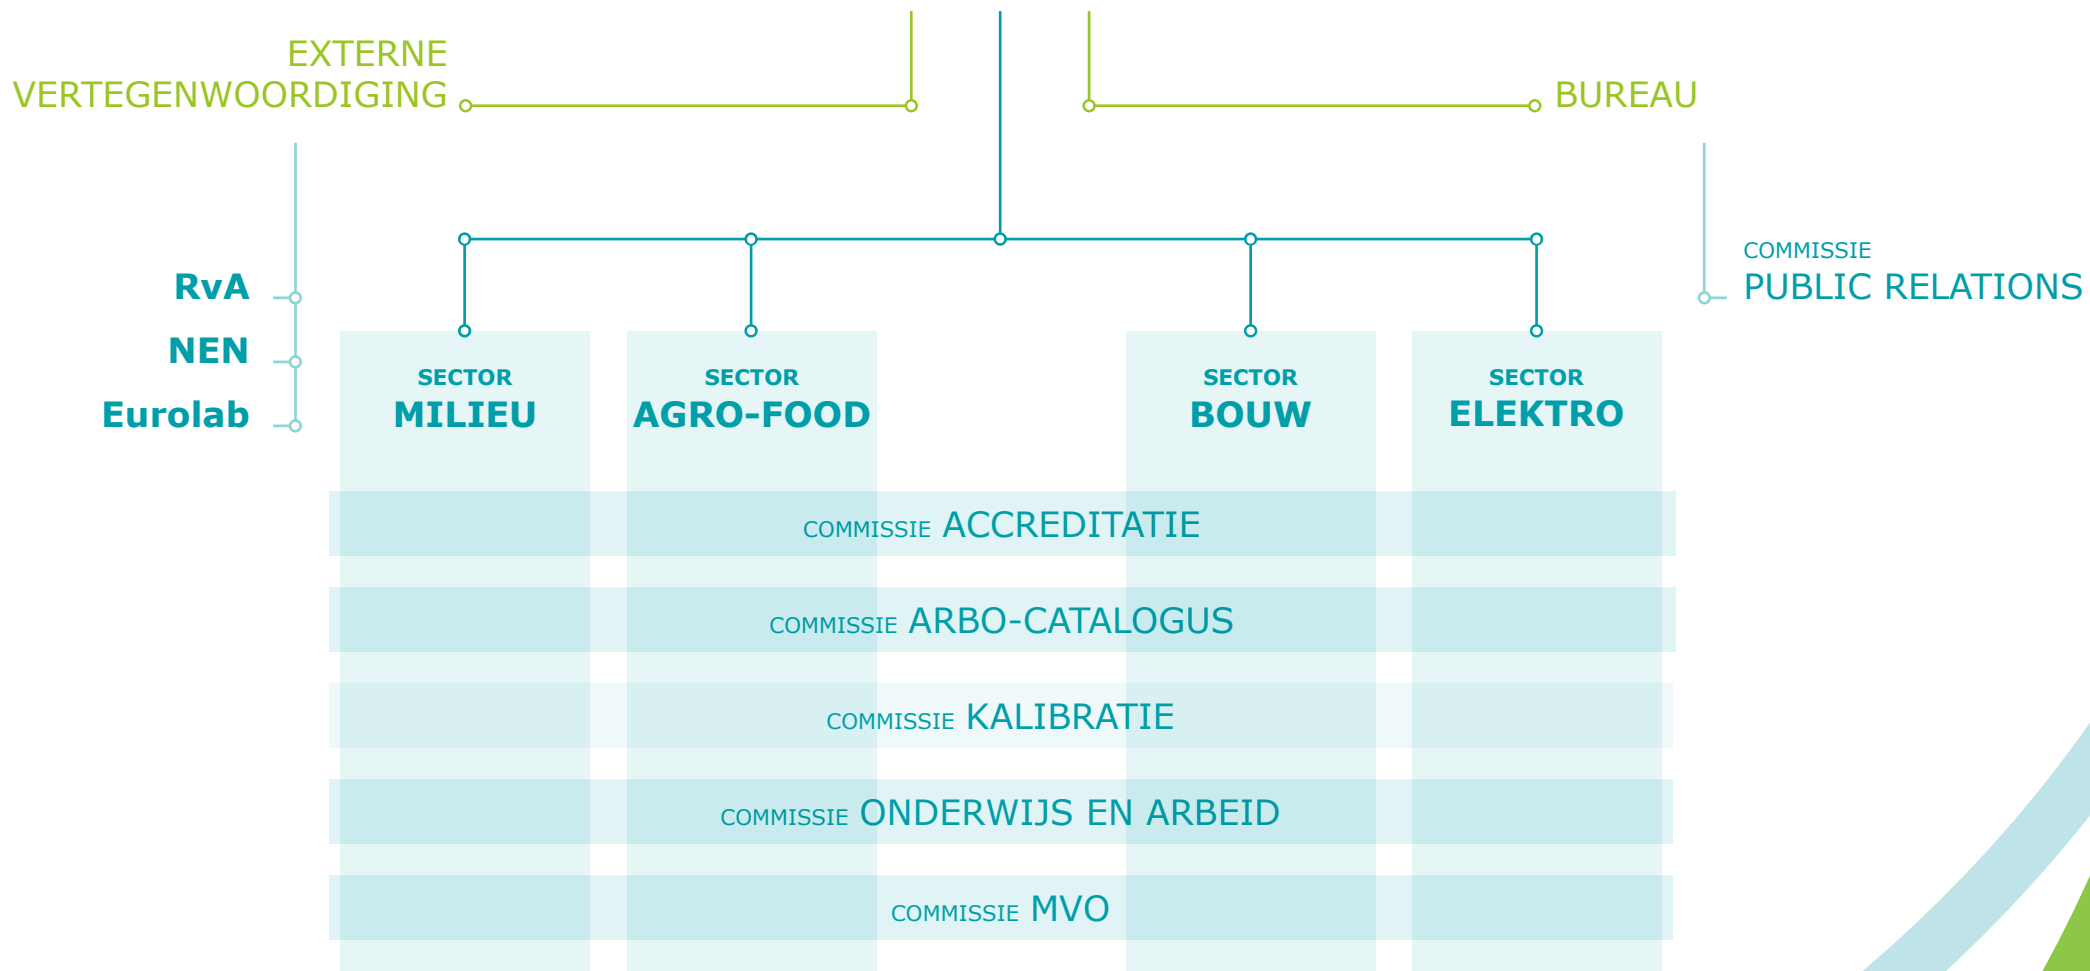 EXTERNE
VERTEGENWOORDIGING
BUREAU
COMMISSIE
PUBLIC RELATIONS
RvA
NEN
Eurolab
SECTOR
MILIEU
SECTOR
AGRO-FOOD
SECTOR
BOUW
SECTOR
ELEKTRO
COMMISSIE ACCREDITATIE
COMMISSIE ARBO-CATALOGUS
COMMISSIE KALIBRATIE
COMMISSIE ONDERWIJS EN ARBEID
COMMISSIE MVO